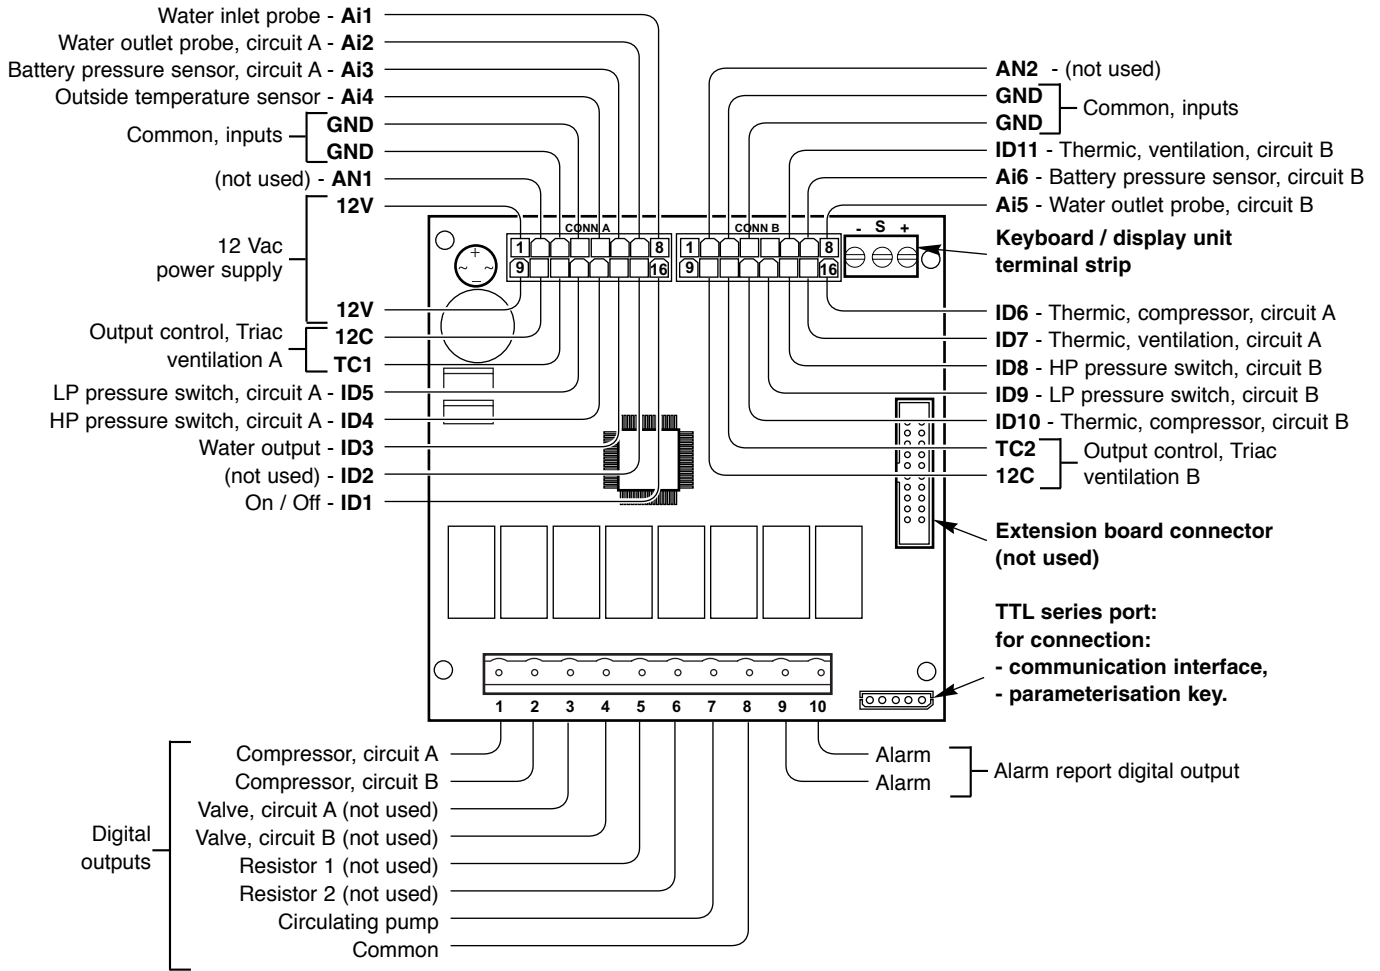 Water inlet probe - Ai1
Water outlet probe, circuit A - Ai2
Battery pressure sensor, circuit A - Ai3
Outside temperature sensor - Ai4
Common, inputs
GND
GND
(not used) - AN1
12V
12 Vac
power supply
12V
Output control, Triac
ventilation A
12C
TC1
LP pressure switch, circuit A - ID5
HP pressure switch, circuit A - ID4
Water output - ID3
(not used) - ID2
On / Off - ID1
CONN A
1
8
9
16
CONN B
1
8
9
16
- S +
+
~ ~
-
AN2 - (not used)
GND
GND
Common, inputs
ID11 - Thermic, ventilation, circuit B
Ai6 - Battery pressure sensor, circuit B
Ai5 - Water outlet probe, circuit B
Keyboard / display unit
terminal strip
ID6 - Thermic, compressor, circuit A
ID7 - Thermic, ventilation, circuit A
ID8 - HP pressure switch, circuit B
ID9 - LP pressure switch, circuit B
ID10 - Thermic, compressor, circuit B
TC2
12C
Output control, Triac
ventilation B
Extension board connector
(not used)
TTL series port:
for connection:
- communication interface,
- parameterisation key.
1 2 3 4 5 6 7 8 9 10
Digital
outputs
Compressor, circuit A
Compressor, circuit B
Valve, circuit A (not used)
Valve, circuit B (not used)
Resistor 1 (not used)
Resistor 2 (not used)
Circulating pump
Common
Alarm
Alarm
Alarm report digital output